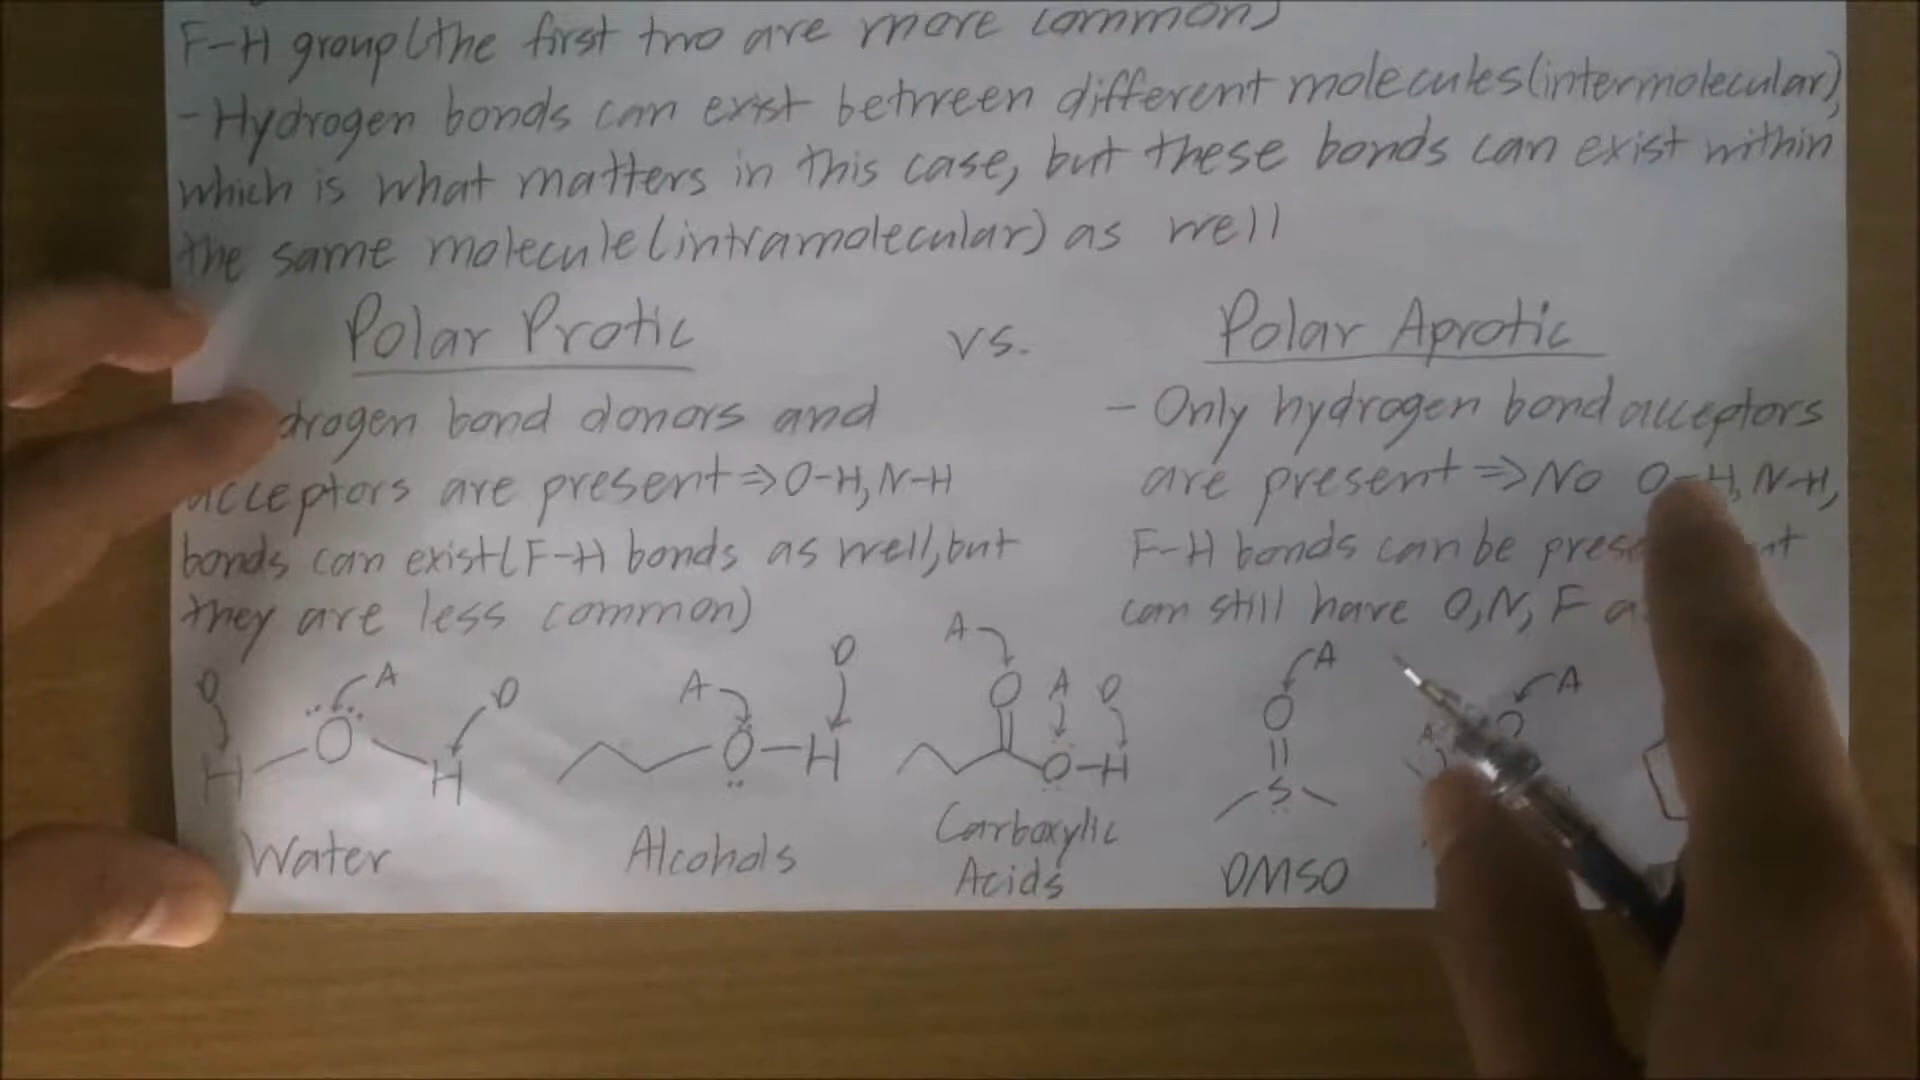 F-H group(the first two are more common)
-Hydrogen bonds can exist between different molecules(intermolecular),
which is what matters in this case, but these bonds can exist within
the same molecule(intramolecular) as well
Polar Protic vs. Polar Aprotic
bond donors and
acceptors are present⇒O-H, N-H
bonds can exist(F-H bonds as well, but
they are less common)
- Only hydrogen bond acceptors
are present⇒No O-H, N-H,
F-H bonds can be
can still have O, N, F
D A D
H O H
Water
A D
O-H
Alcohols
A A D
O
O-H
Carboxylic
Acids
A
O
S
DMSO
A
O